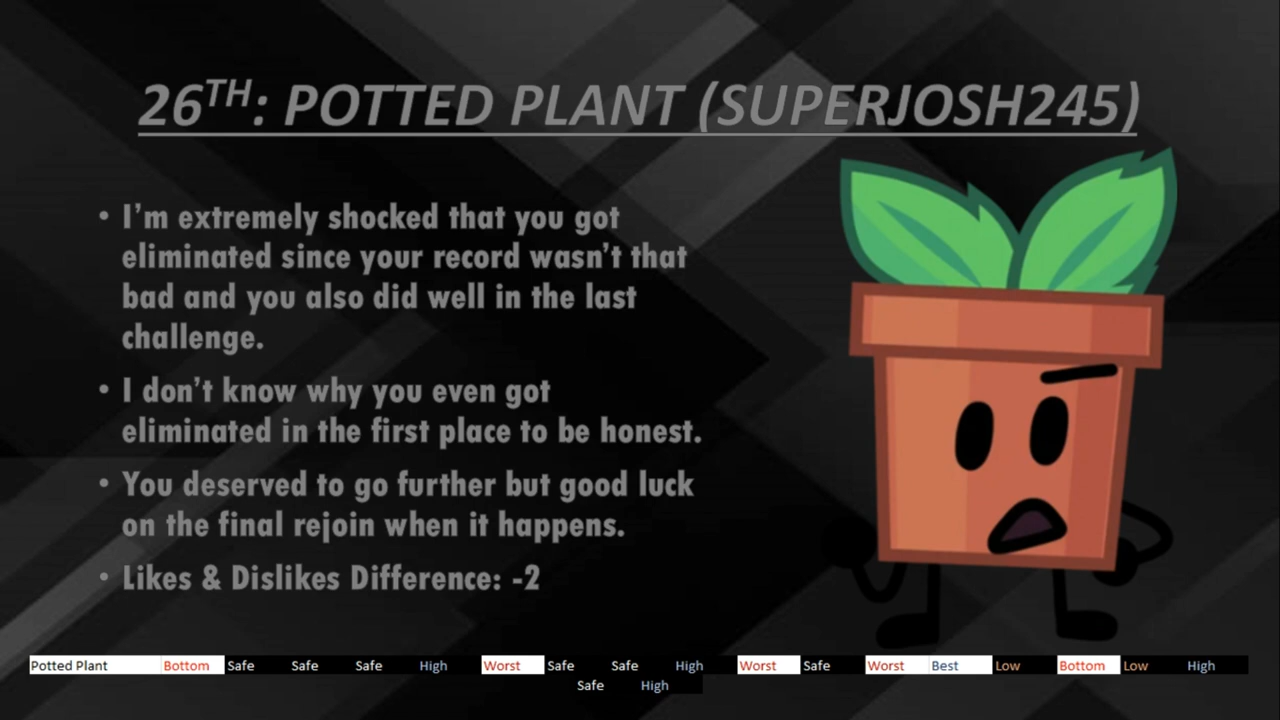 26TH: POTTED PLANT (SUPERJOSH245)
• I’m extremely shocked that you got
eliminated since your record wasn’t that
bad and you also did well in the last
challenge.
• I don’t know why you even got
eliminated in the first place to be honest.
• You deserved to go further but good luck
on the final rejoin when it happens.
• Likes & Dislikes Difference: -2
Potted Plant Bottom Safe Safe Safe High Worst Safe Safe High Worst Safe Worst Best Low Bottom Low High
Safe High